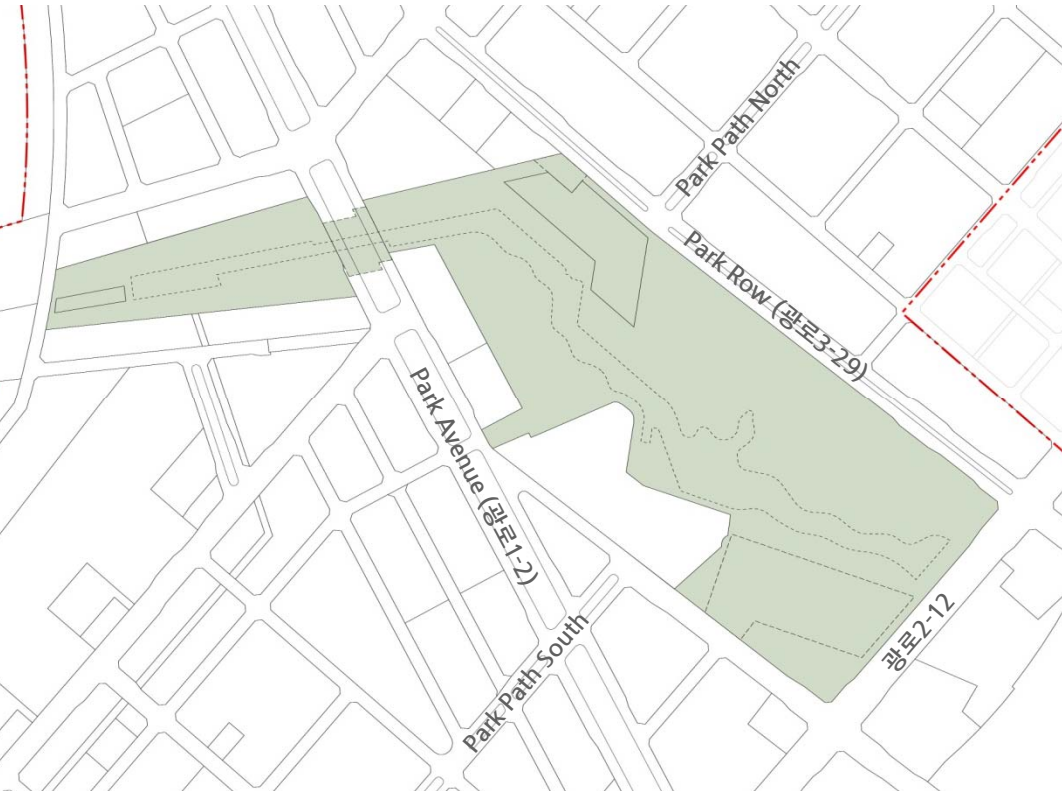 Park Path North
Park Row (광로3-29)
Park Avenue (광로1-2)
광로2-12
Park Path South